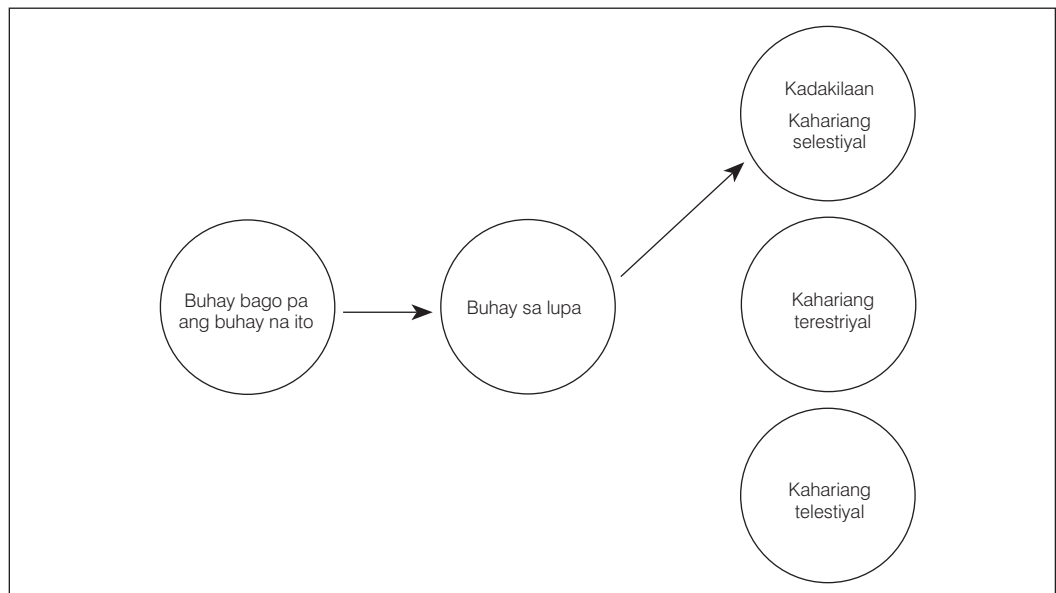 Buhay bago pa
ang buhay na ito
Buhay sa lupa
Kadakilaan
Kahariang
selestiyal
Kahariang
terestriyal
Kahariang
telestiyal